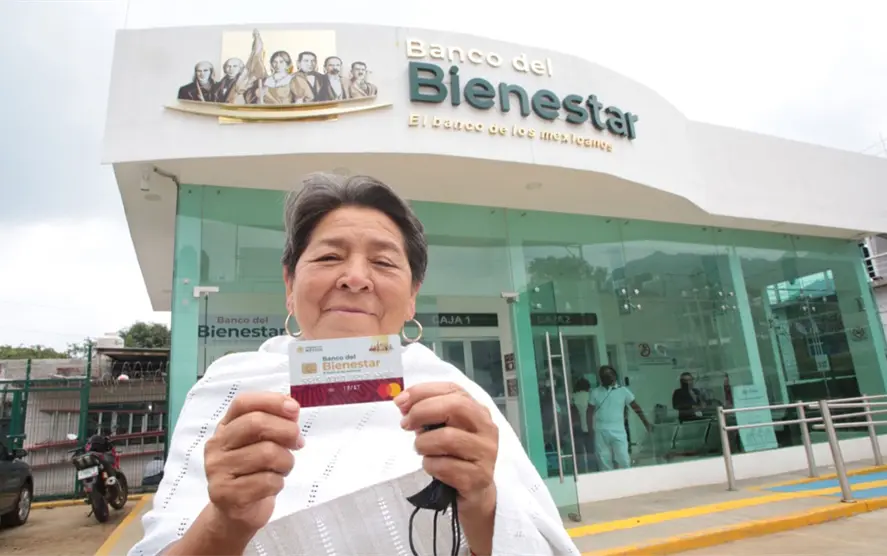 Banco del
Bienestar
El banco de los mexicanos
Banco del
Bienestar
CAJA 1
CAJA 2
Banco del
Bienestar